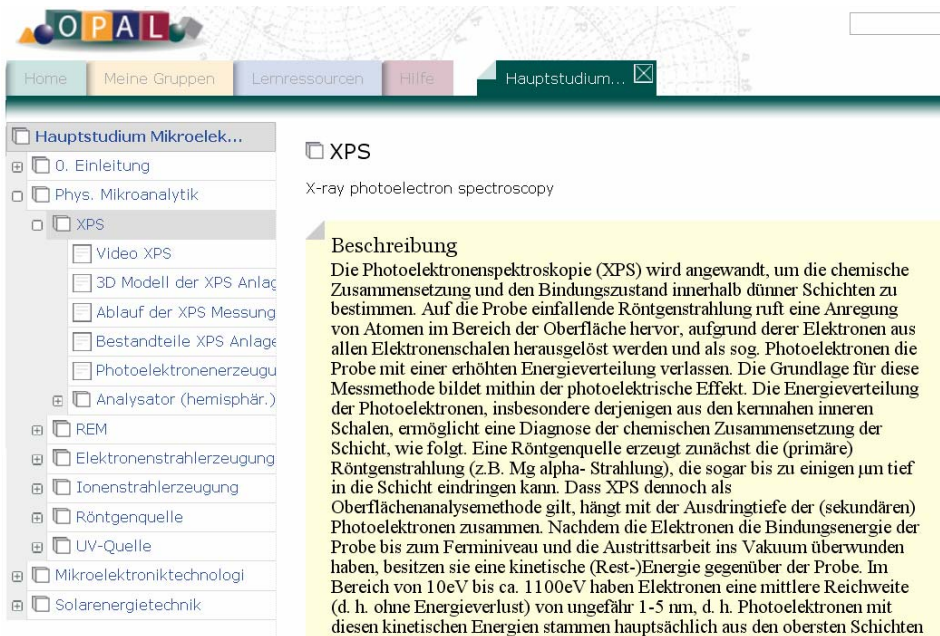 OPAL
Home
Meine Gruppen
Lernressourcen
Hilfe
Hauptstudium...
Hauptstudium Mikroelek...
0. Einleitung
Phys. Mikroanalytik
XPS
Video XPS
3D Modell der XPS Anlag
Ablauf der XPS Messung
Bestandteile XPS Anlage
Photoelektronenerzeugu
Analysator (hemisphär.)
REM
Elektronenstrahlerzeugung
Ionenstrahlerzeugung
Röntgenquelle
UV-Quelle
Mikroelektroniktechnologi
Solarenergietechnik
XPS
X-ray photoelectron spectroscopy
Beschreibung
Die Photoelektronenspektroskopie (XPS) wird angewandt, um die chemische
Zusammensetzung und den Bindungszustand innerhalb dünner Schichten zu
bestimmen. Auf die Probe einfallende Röntgenstrahlung ruft eine Anregung
von Atomen im Bereich der Oberfläche hervor, aufgrund derer Elektronen aus
allen Elektronenschalen herausgelöst werden und als sog. Photoelektronen die
Probe mit einer erhöhten Energieverteilung verlassen. Die Grundlage für diese
Messmethode bildet mithin der photoelektrische Effekt. Die Energieverteilung
der Photoelektronen, insbesondere derjenigen aus den kernnahen inneren
Schalen, ermöglicht eine Diagnose der chemischen Zusammensetzung der
Schicht, wie folgt. Eine Röntgenquelle erzeugt zunächst die (primäre)
Röntgenstrahlung (z.B. Mg alpha- Strahlung), die sogar bis zu einigen µm tief
in die Schicht eindringen kann. Dass XPS dennoch als
Oberflächenanalysemethode gilt, hängt mit der Ausdringtiefe der (sekundären)
Photoelektronen zusammen. Nachdem die Elektronen die Bindungsenergie der
Probe bis zum Ferminiveau und die Austrittsarbeit ins Vakuum überwunden
haben, besitzen sie eine kinetische (Rest-)Energie gegenüber der Probe. Im
Bereich von 10eV bis ca. 1100eV haben Elektronen eine mittlere Reichweite
(d. h. ohne Energieverlust) von ungefähr 1-5 nm, d. h. Photoelektronen mit
diesen kinetischen Energien stammen hauptsächlich aus den obersten Schichten